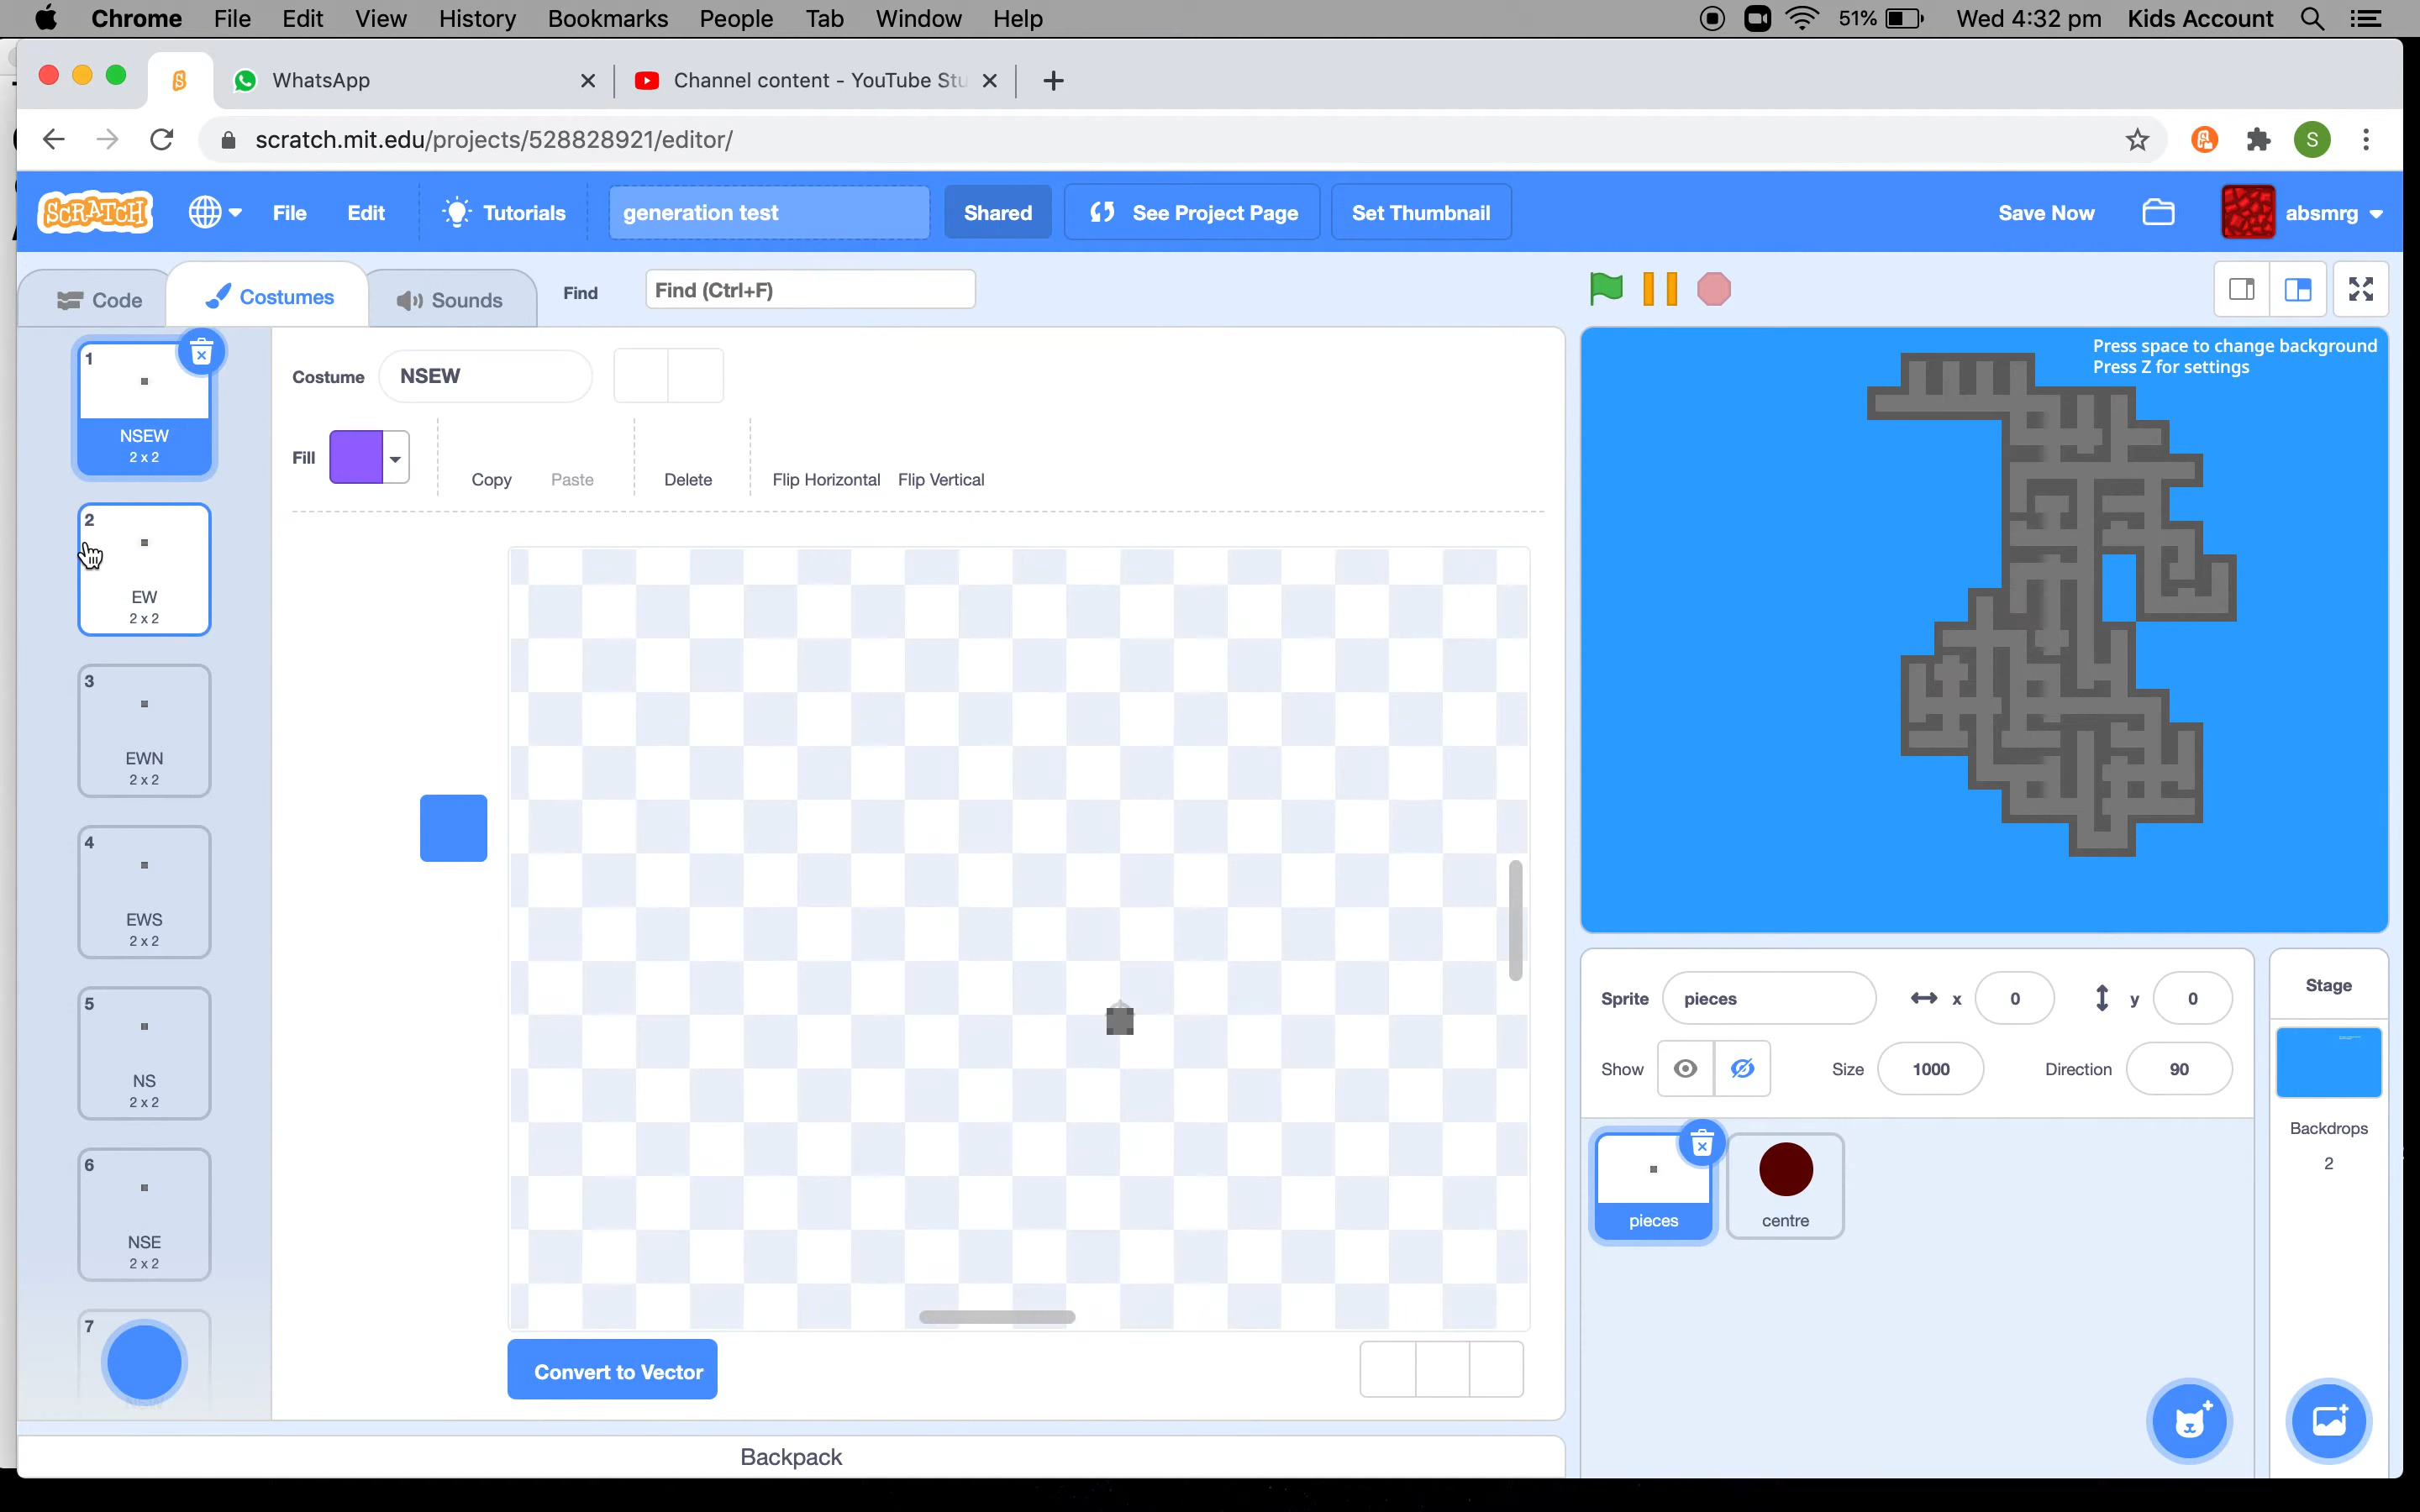 Chrome File Edit View History Bookmarks People Tab Window Help 51% Wed 4:32 pm Kids Account
WhatsApp Channel content - YouTube Stu
scratch.mit.edu/projects/528828921/editor/ S
SCRATCH File Edit Tutorials generation test Shared See Project Page Set Thumbnail Save Now absmrg
Code Costumes Sounds Find Find (Ctrl+F)
1
NSEW
2 x 2
2
EW
2 x 2
3
EWN
2 x 2
4
EWS
2 x 2
5
NS
2 x 2
6
NSE
2 x 2
7
Costume NSEW
Fill Copy Paste Delete Flip Horizontal Flip Vertical
Convert to Vector
Backpack
Press space to change background
Press Z for settings
Sprite pieces x 0 y 0
Show Size 1000 Direction 90
pieces centre
Stage
Backdrops
2